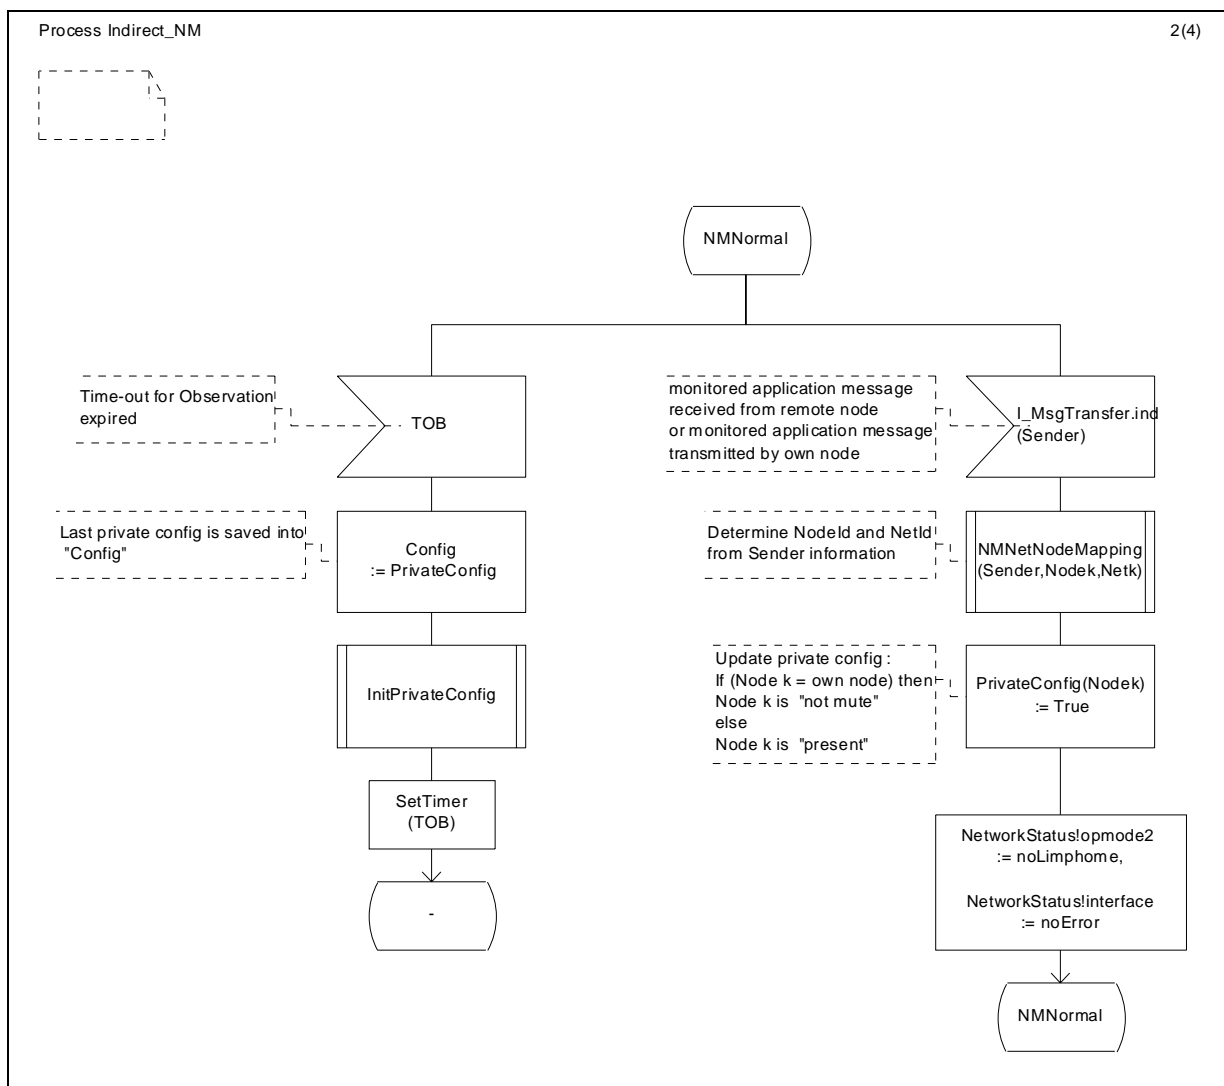 Process Indirect_NM
2(4)
NMNormal
Time-out for Observation
expired
TOB
Last private config is saved into
"Config"
Config
:= PrivateConfig
InitPrivateConfig
SetTimer
(TOB)
-
monitored application message
received from remote node
or monitored application message
transmitted by own node
I_MsgTransfer.ind
(Sender)
Determine NodeId and NetId
from Sender information
NMNetNodeMapping
(Sender,Nodek,Netk)
Update private config :
If (Node k = own node) then
Node k is "not mute"
else
Node k is "present"
PrivateConfig(Nodek)
:= True
NetworkStatus!opmode2
:= noLimphome,
NetworkStatus!interface
:= noError
NMNormal